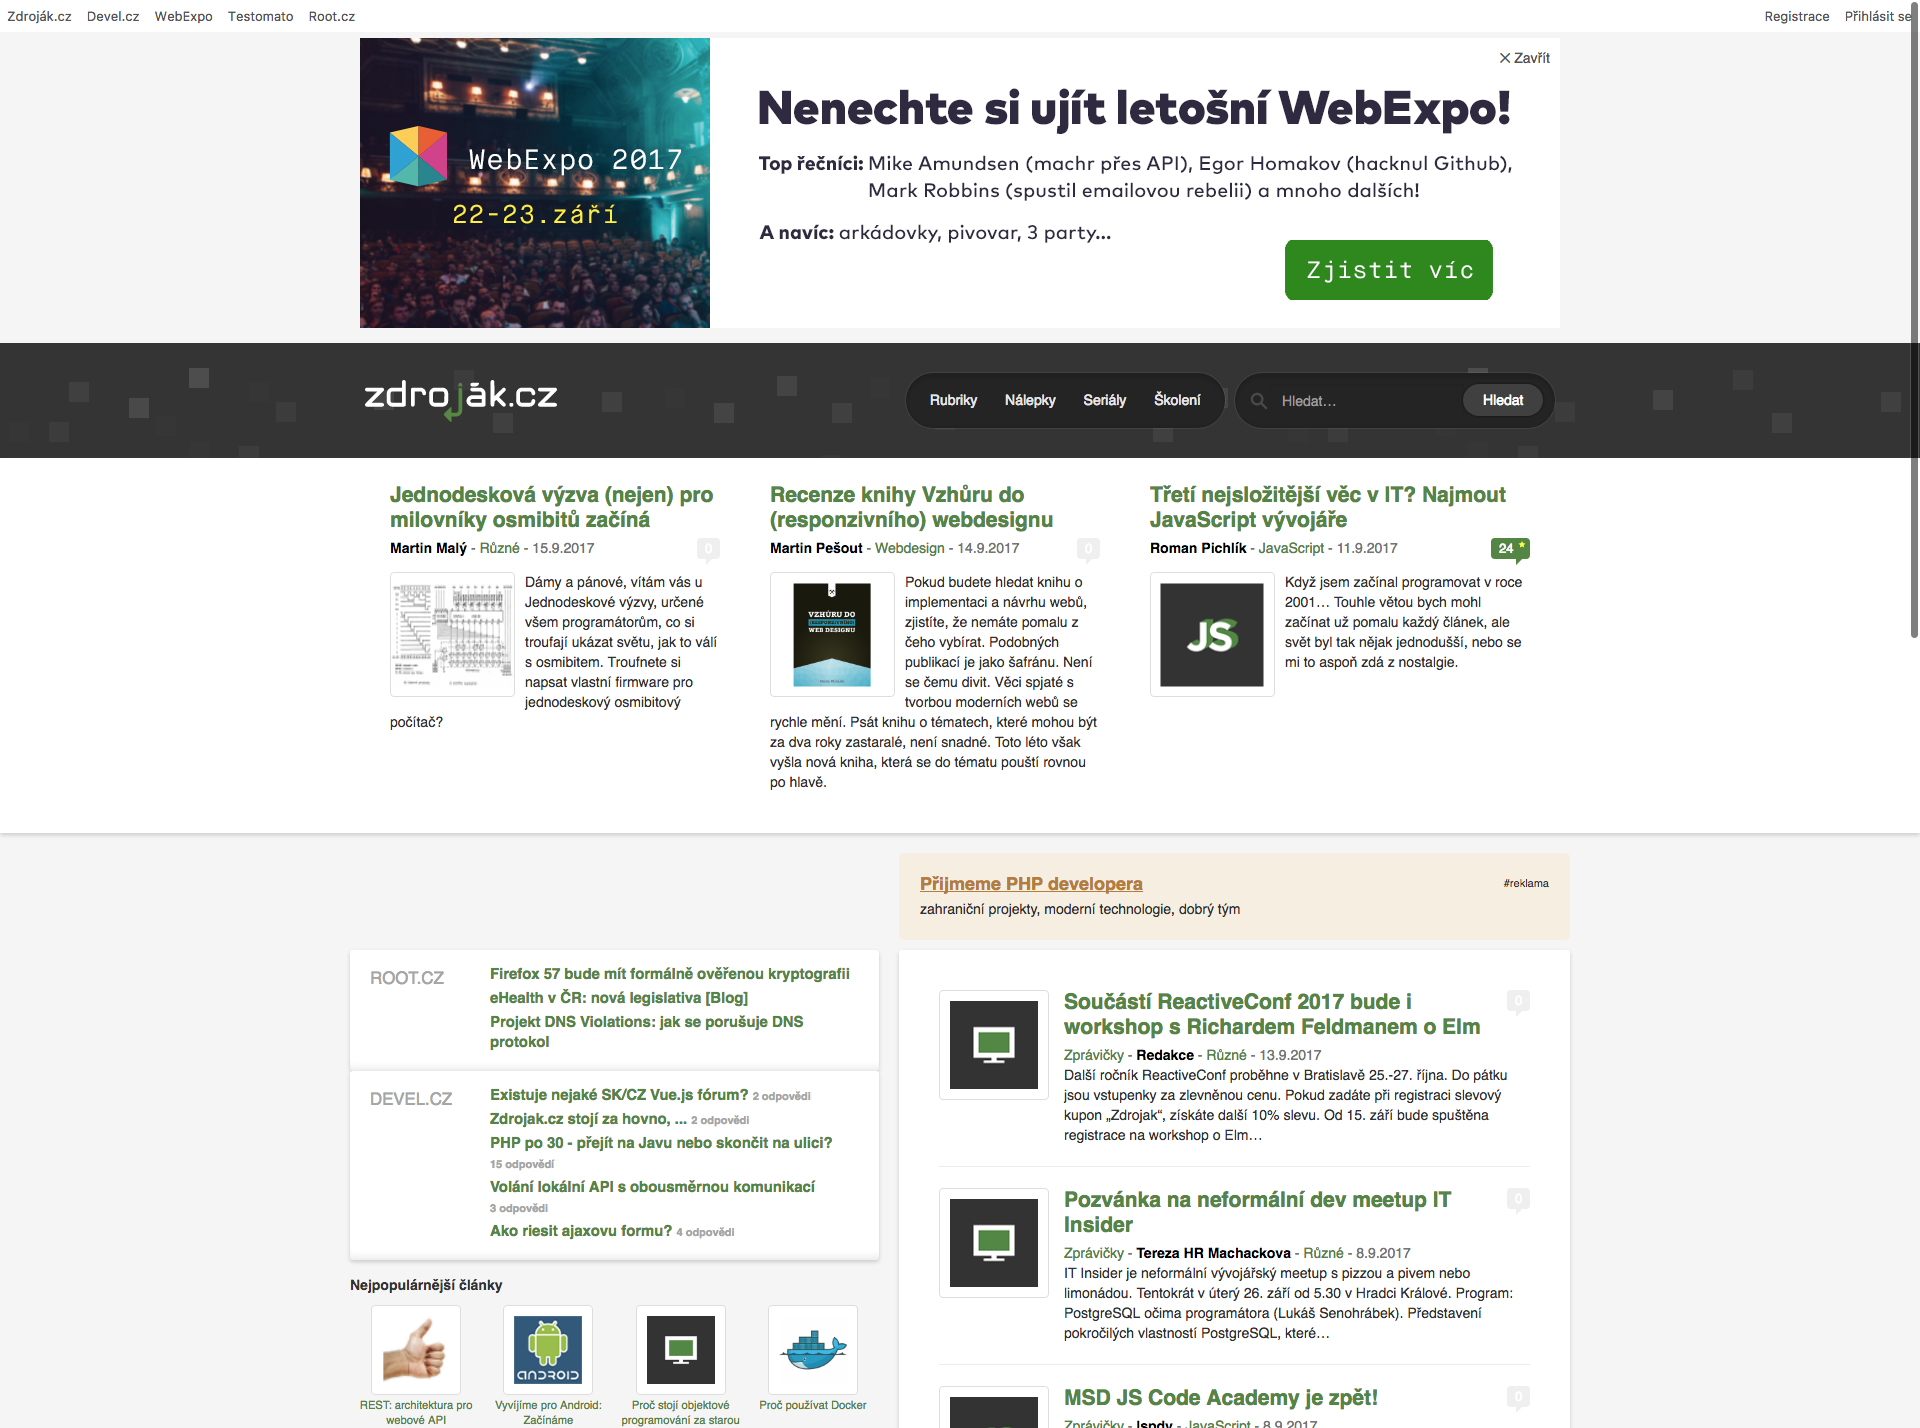 Zdroják.cz Devel.cz WebExpo Testomato Root.cz
Registrace Přihlásit se
WebExpo 2017
22-23.září
Zavřít
Nenechte si ujít letošní WebExpo!
Top řečníci: Mike Amundsen (machr přes API), Egor Homakov (hacknul Github),
Mark Robbins (spustil emailovou rebelii) a mnoho dalších!
A navíc: arkádovky, pivovar, 3 party...
Zjistit víc
zdroják.cz
Rubriky Nálepky Seriály Školení
Hledat…
Hledat
Jednodesková výzva (nejen) pro
milovníky osmibitů začíná
Martin Malý - Různé - 15.9.2017
0
Dámy a pánové, vítám vás u
Jednodeskové výzvy, určené
všem programátorům, co si
troufají ukázat světu, jak to válí
s osmibitem. Troufnete si
napsat vlastní firmware pro
jednodeskový osmibitový
počítač?
Recenze knihy Vzhůru do
(responzivního) webdesignu
Martin Pešout - Webdesign - 14.9.2017
0
VZHŮRU DO
(RESPONZIVNÍHO)
WEB DESIGNU
Pokud budete hledat knihu o
implementaci a návrhu webů,
zjistíte, že nemáte pomalu z
čeho vybírat. Podobných
publikací je jako šafránu. Není
se čemu divit. Věci spjaté s
tvorbou moderních webů se
rychle mění. Psát knihu o tématech, které mohou být
za dva roky zastaralé, není snadné. Toto léto však
vyšla nová kniha, která se do tématu pouští rovnou
po hlavě.
Třetí nejsložitější věc v IT? Najmout
JavaScript vývojáře
Roman Pichlík - JavaScript - 11.9.2017
24
JS
Když jsem začínal programovat v roce
2001… Touhle větou bych mohl
začínat už pomalu každý článek, ale
svět byl tak nějak jednodušší, nebo se
mi to aspoň zdá z nostalgie.
Přijmeme PHP developera
#reklama
zahraniční projekty, moderní technologie, dobrý tým
ROOT.CZ
Firefox 57 bude mít formálně ověřenou kryptografii
eHealth v ČR: nová legislativa [Blog]
Projekt DNS Violations: jak se porušuje DNS
protokol
DEVEL.CZ
Existuje nejaké SK/CZ Vue.js fórum? 2 odpovědi
Zdrojak.cz stojí za hovno, ... 2 odpovědi
PHP po 30 - přejít na Javu nebo skončit na ulici?
15 odpovědí
Volání lokální API s obousměrnou komunikací
3 odpovědi
Ako riesit ajaxovu formu? 4 odpovědi
Nejpopulárnější články
ANDROID
REST: architektura pro
webové API
Vyvíjíme pro Android:
Začínáme
Proč stojí objektové
programování za starou
Proč používat Docker
Součástí ReactiveConf 2017 bude i
workshop s Richardem Feldmanem o Elm
0
Zprávičky - Redakce - Různé - 13.9.2017
Další ročník ReactiveConf proběhne v Bratislavě 25.-27. října. Do pátku
jsou vstupenky za zlevněnou cenu. Pokud zadáte při registraci slevový
kupon „Zdrojak“, získáte další 10% slevu. Od 15. září bude spuštěna
registrace na workshop o Elm…
Pozvánka na neformální dev meetup IT
Insider
0
Zprávičky - Tereza HR Machackova - Různé - 8.9.2017
IT Insider je neformální vývojářský meetup s pizzou a pivem nebo
limonádou. Tentokrát v úterý 26. září od 5.30 v Hradci Králové. Program:
PostgreSQL očima programátora (Lukáš Senohrábek). Představení
pokročilých vlastností PostgreSQL, které…
MSD JS Code Academy je zpět!
0
Zprávičky - lspdv - JavaScript - 8.9.2017